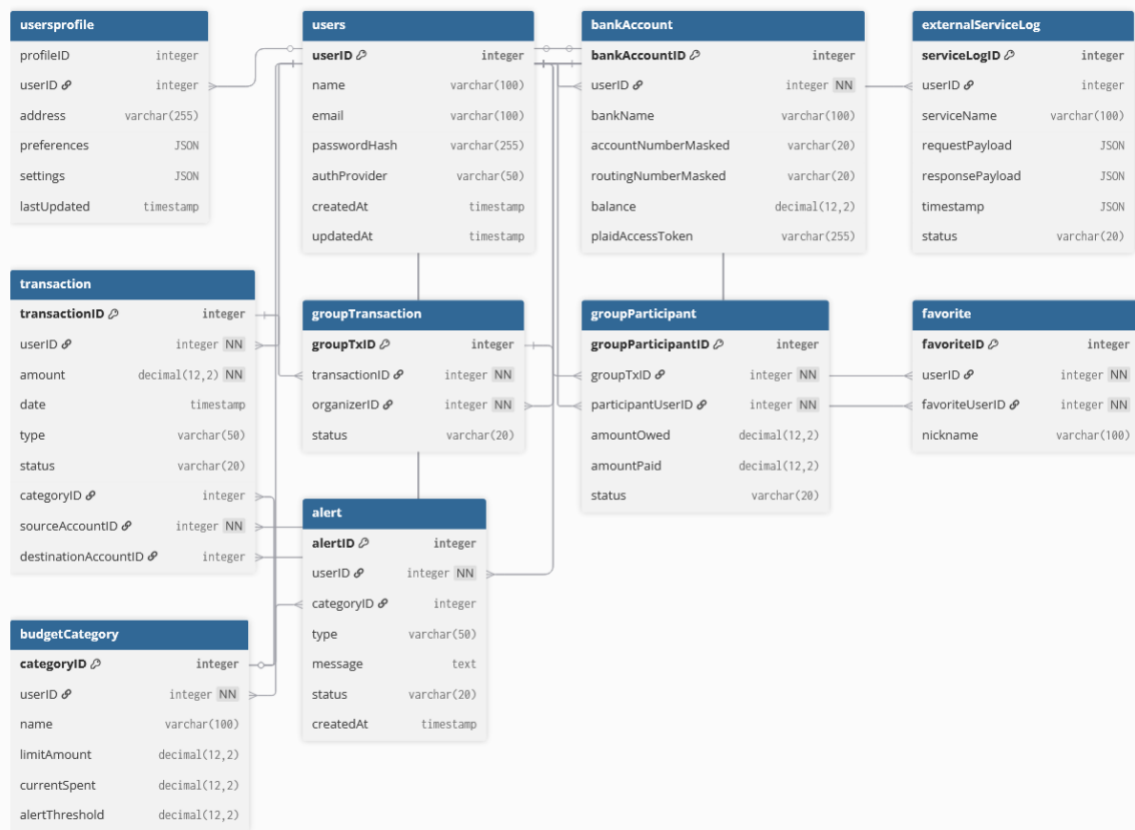 usersprofile
profileID integer
userID integer
address varchar(255)
preferences JSON
settings JSON
lastUpdated timestamp
users
userID integer
name varchar(100)
email varchar(100)
passwordHash varchar(255)
authProvider varchar(50)
createdAt timestamp
updatedAt timestamp
bankAccount
bankAccountID integer
userID integer NN
bankName varchar(100)
accountNumberMasked varchar(20)
routingNumberMasked varchar(20)
balance decimal(12,2)
plaidAccessToken varchar(255)
externalServiceLog
serviceLogID integer
userID integer
serviceName varchar(100)
requestPayload JSON
responsePayload JSON
timestamp JSON
status varchar(20)
transaction
transactionID integer
userID integer NN
amount decimal(12,2) NN
date timestamp
type varchar(50)
status varchar(20)
categoryID integer
sourceAccountID integer NN
destinationAccountID integer
groupTransaction
groupTxID integer
transactionID integer NN
organizerID integer NN
status varchar(20)
groupParticipant
groupParticipantID integer
groupTxID integer NN
participantUserID integer NN
amountOwed decimal(12,2)
amountPaid decimal(12,2)
status varchar(20)
favorite
favoriteID integer
userID integer NN
favoriteUserID integer NN
nickname varchar(100)
alert
alertID integer
userID integer NN
categoryID integer
type varchar(50)
message text
status varchar(20)
createdAt timestamp
budgetCategory
categoryID integer
userID integer NN
name varchar(100)
limitAmount decimal(12,2)
currentSpent decimal(12,2)
alertThreshold decimal(12,2)